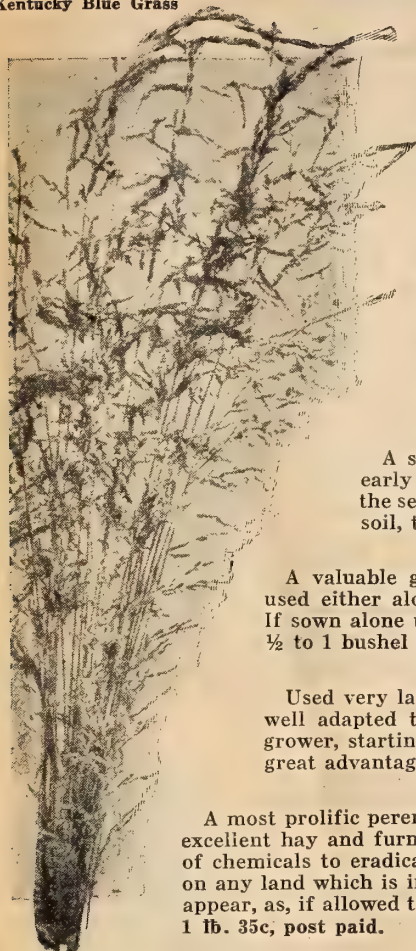 Kentucky Blue Grass
A s
early
the se
soil, t
A valuable g
used either alo
If sown alone u
½ to 1 bushel
Used very la
well adapted t
grower, startin
great advantag
A most prolific peren
excellent hay and furn
of chemicals to eradica
on any land which is i
appear, as, if allowed t
1 lb. 35c, post paid.